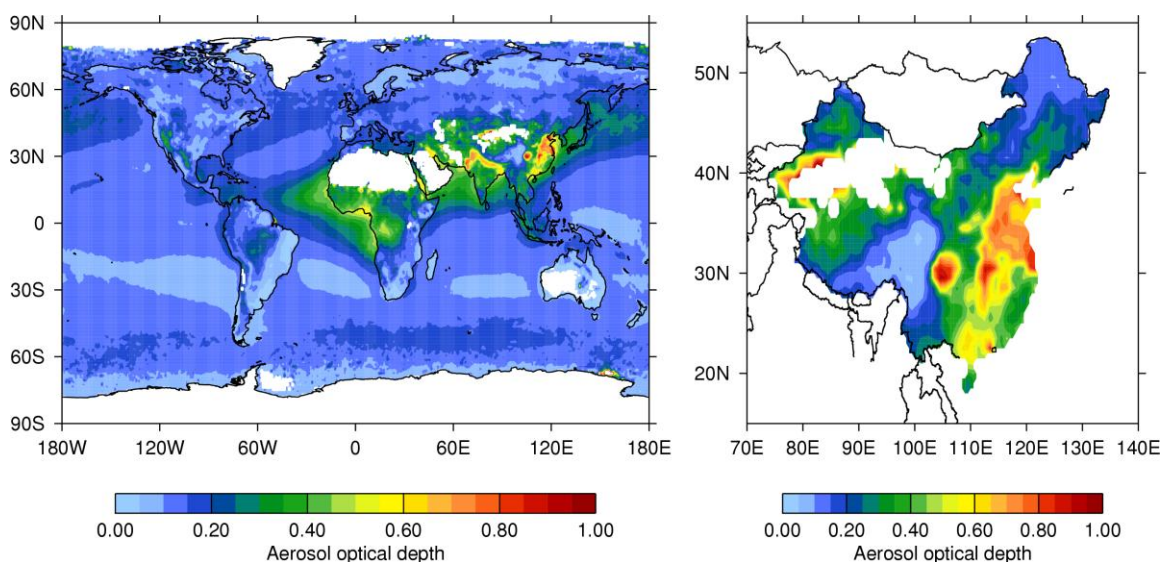 90N
60N
30N
0
30S
60S
90S
180W 120W 60W 0 60E 120E 180E
0.00 0.20 0.40 0.60 0.80 1.00
Aerosol optical depth
50N
40N
30N
20N
70E 80E 90E 100E 110E 120E 130E 140E
0.00 0.20 0.40 0.60 0.80 1.00
Aerosol optical depth